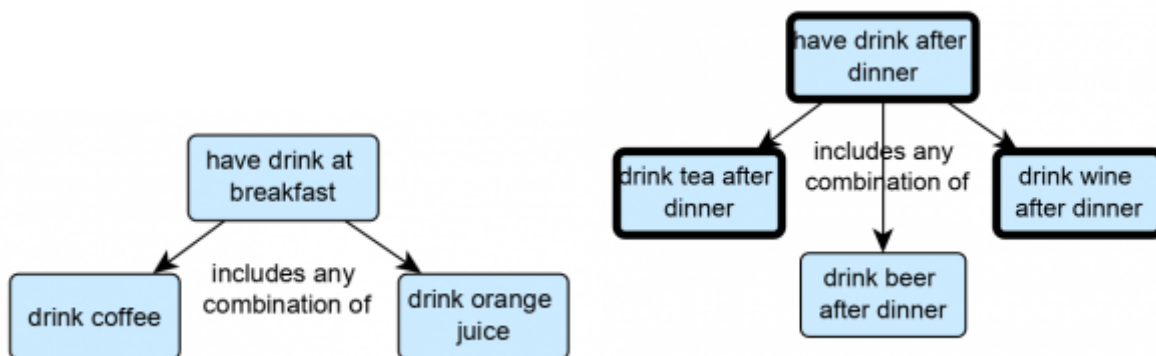 have drink at
breakfast
includes any
combination of
drink coffee
drink orange
juice
have drink after
dinner
includes any
combination of
drink tea after
dinner
drink wine
after dinner
drink beer
after dinner